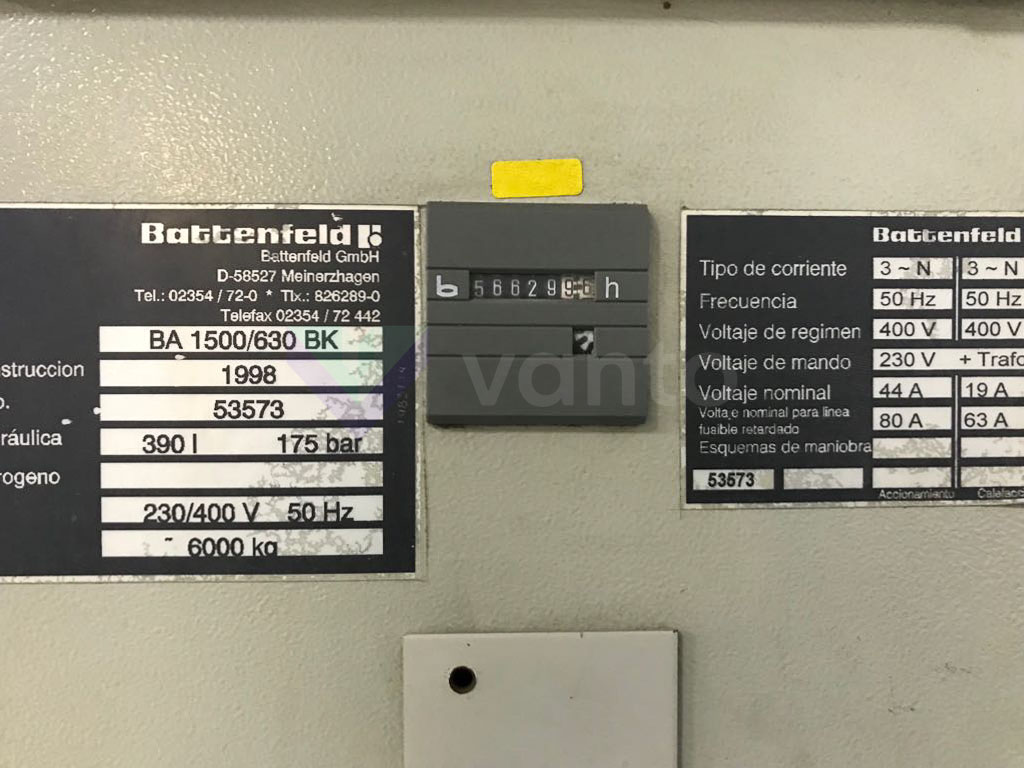 Battenfeld
Battenfeld GmbH
D-58527 Meinerzhagen
Tel.: 02354 / 72-0 * Tlx.: 826289-0
Telefax 02354 / 72 442
BA 1500/630 BK
struccion 1998
o. 53573
ráulica 390 l 175 bar
rogeno
230/400 V 50 Hz
6000 kg
b 566299 h
vanto
Battenfeld
Tipo de corriente 3 ~ N 3 ~ N
Frecuencia 50 Hz 50 Hz
Voltaje de regimen 400 V 400 V
Voltaje de mando 230 V + Trafo
Voltaje nominal 44 A 19 A
Voltaje nominal para linea
fusible retardado 80 A 63 A
Esquemas de maniobra
53573
Accionamiento Calefacc